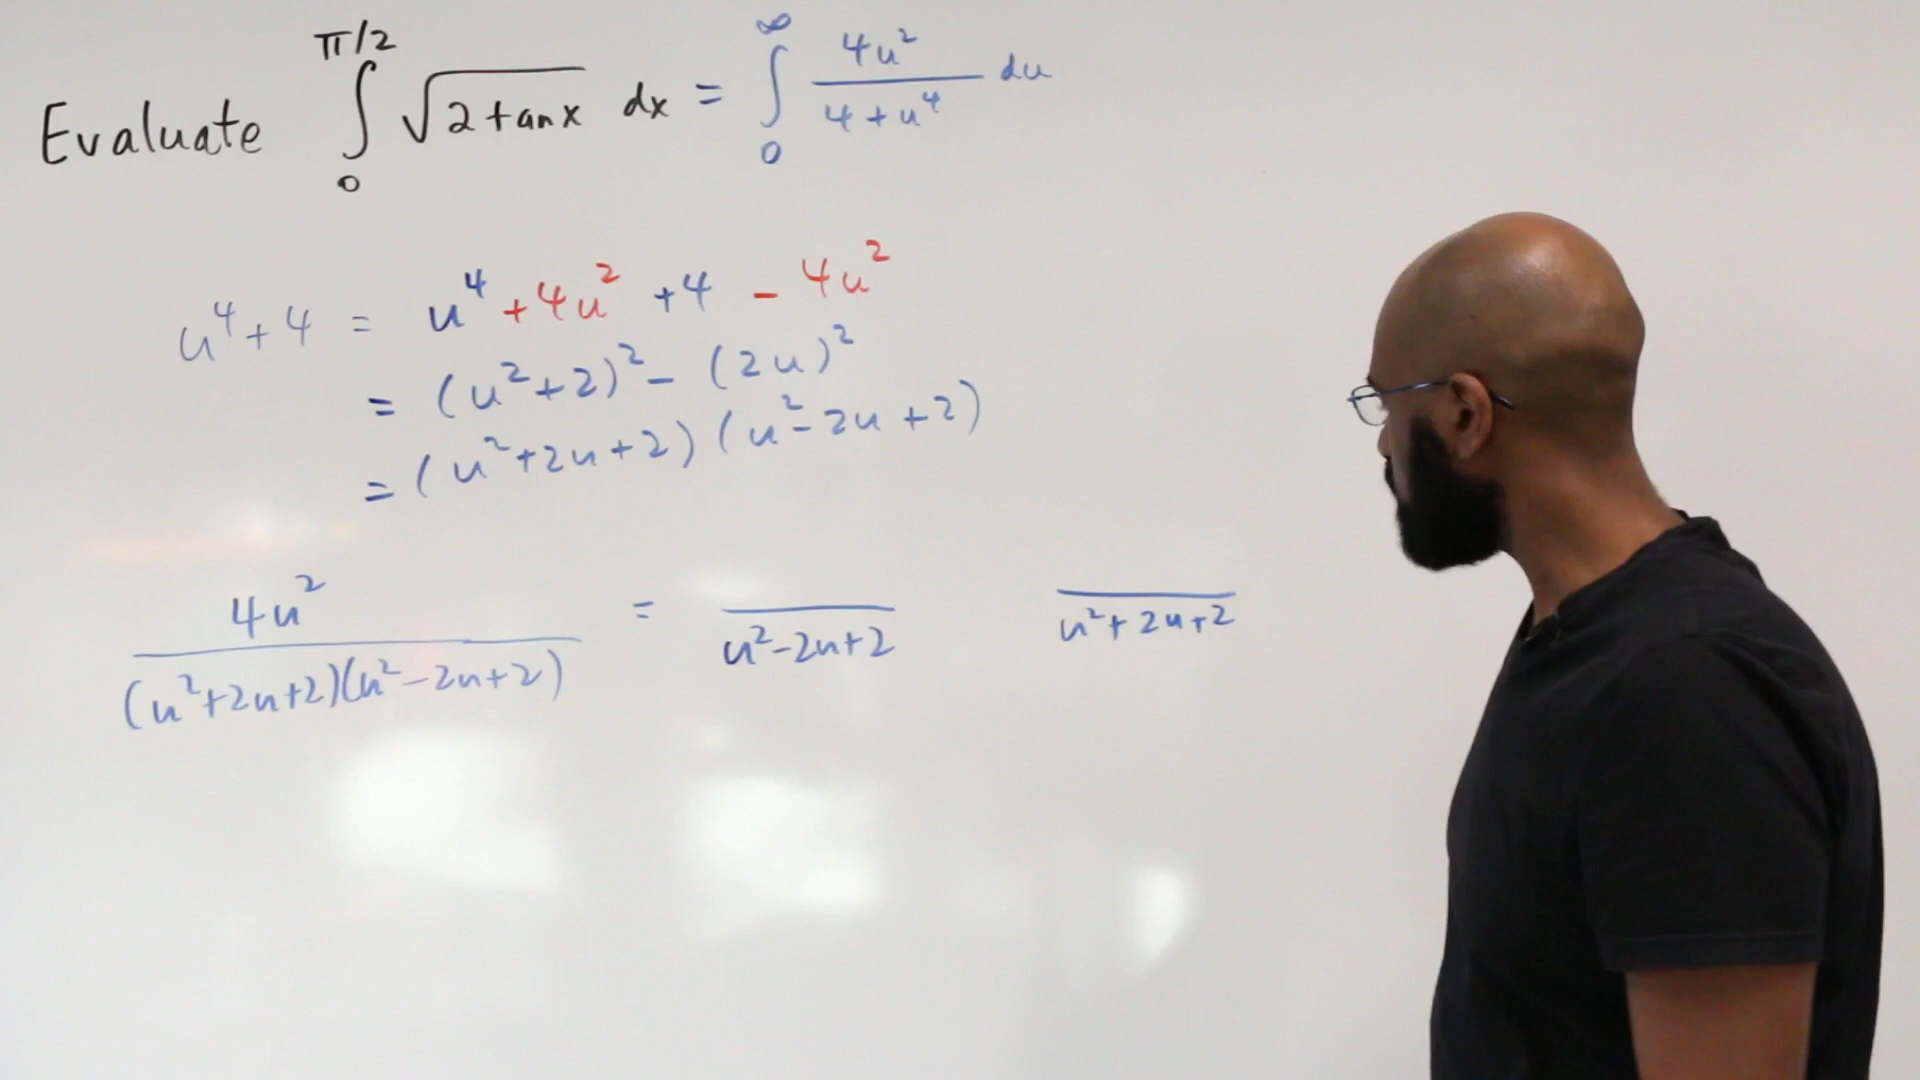 Evaluate ∫₀^{π/2} √(2 tan x) dx = ∫₀^∞ 4u²/(4 + u⁴) du
u⁴ + 4 = u⁴ + 4u² + 4 - 4u²
= (u² + 2)² - (2u)²
= (u² + 2u + 2)(u² - 2u + 2)
4u²/((u² + 2u + 2)(u² - 2u + 2)) = /(u² - 2u + 2) /(u² + 2u + 2)